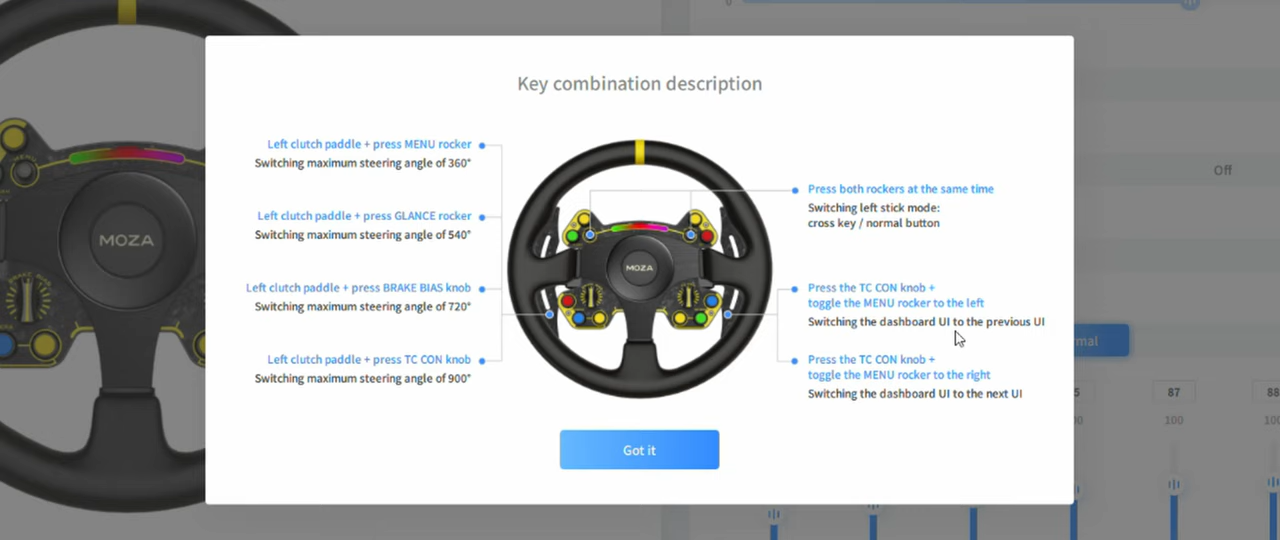 0
Key combination description
Left clutch paddle + press MENU rocker
Switching maximum steering angle of 360°
Left clutch paddle + press GLANCE rocker
Switching maximum steering angle of 540°
Left clutch paddle + press BRAKE BIAS knob
Switching maximum steering angle of 720°
Left clutch paddle + press TC CON knob
Switching maximum steering angle of 900°
MOZA
MOZA
Press both rockers at the same time
Switching left stick mode:
cross key / normal button
Press the TC CON knob +
toggle the MENU rocker to the left
Switching the dashboard UI to the previous UI
Press the TC CON knob +
toggle the MENU rocker to the right
Switching the dashboard UI to the next UI
Got it
Off
87
88
100